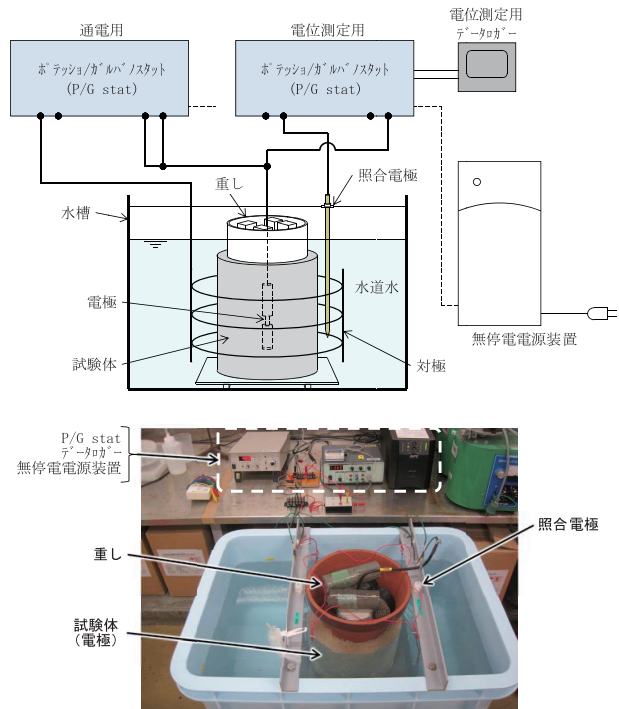 通電用
電位測定用
電位測定用
ﾃﾞｰﾀﾛｶﾞｰ
ﾎﾟﾃｯｼｮ/ｶﾞﾙﾊﾞﾉｽﾀｯﾄ
(P/G stat)
ﾎﾟﾃｯｼｮ/ｶﾞﾙﾊﾞﾉｽﾀｯﾄ
(P/G stat)
重し
照合電極
水槽
水道水
電極
試験体
対極
無停電電源装置
P/G stat
ﾃﾞｰﾀﾛｶﾞｰ
無停電電源装置
照合電極
重し
試験体
(電極)